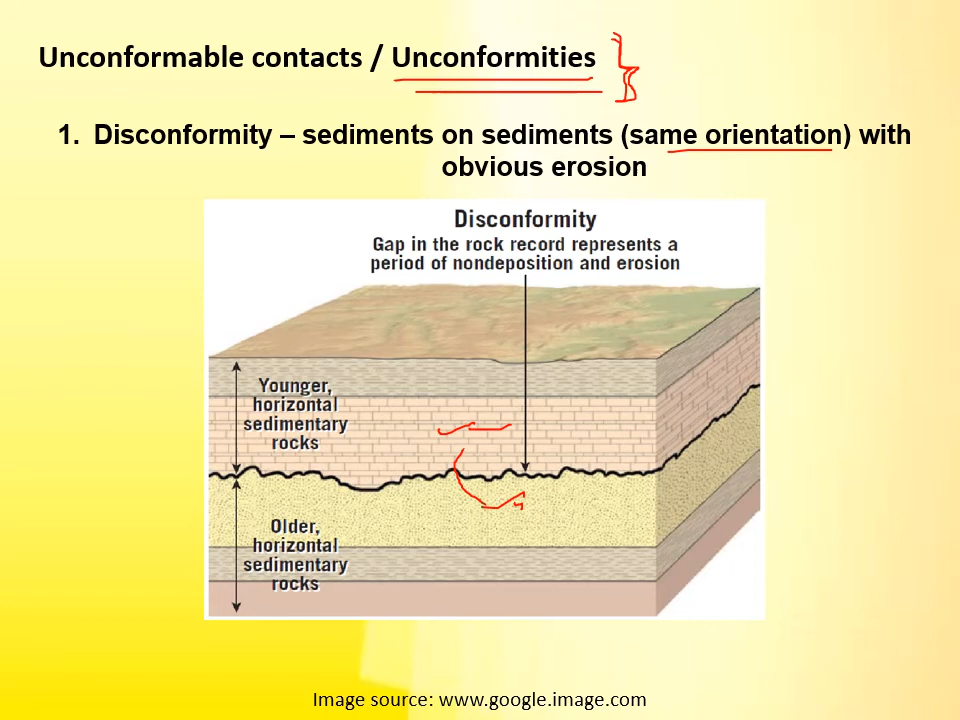 Unconformable contacts / Unconformities
1. Disconformity – sediments on sediments (same orientation) with
obvious erosion
Disconformity
Gap in the rock record represents a
period of nondeposition and erosion
Younger,
horizontal
sedimentary
rocks
Older,
horizontal
sedimentary
rocks
Image source: www.google.image.com